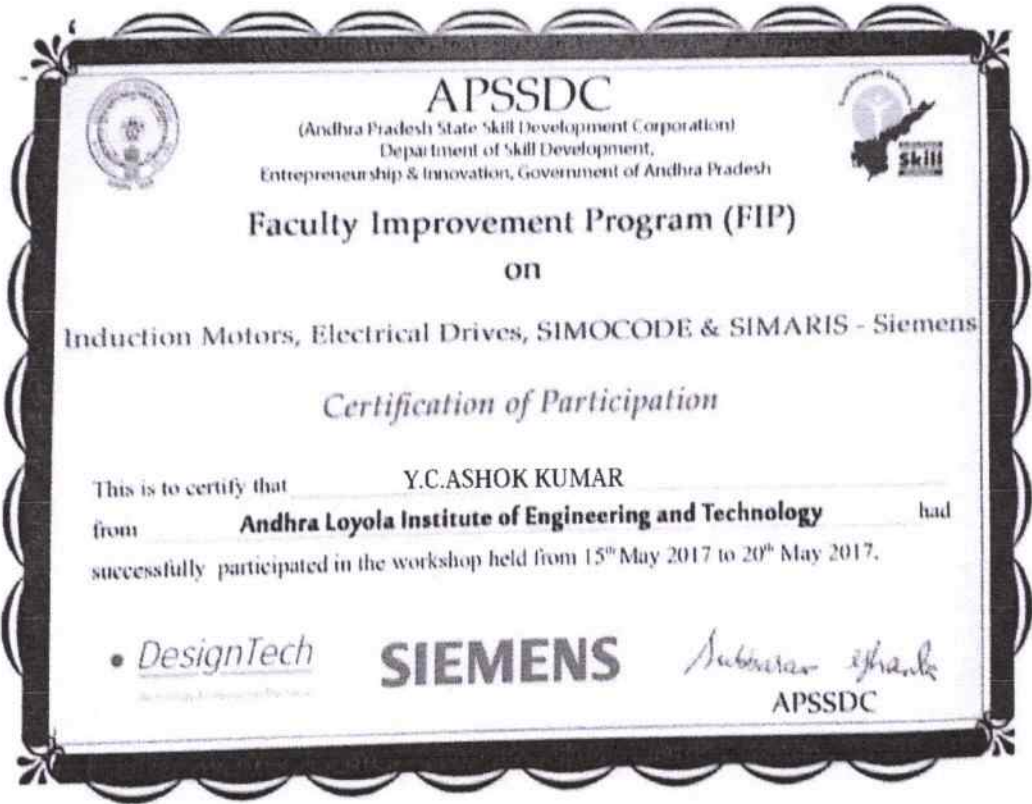 APSSDC
(Andhra Pradesh State Skill Development Corporation)
Department of Skill Development,
Entrepreneurship & Innovation, Government of Andhra Pradesh
Skill
Faculty Improvement Program (FIP)
on
Induction Motors, Electrical Drives, SIMOCODE & SIMARIS - Siemens
Certification of Participation
This is to certify that Y.C.ASHOK KUMAR
from Andhra Loyola Institute of Engineering and Technology had
successfully participated in the workshop held from 15th May 2017 to 20th May 2017.
• DesignTech
SIEMENS
APSSDC